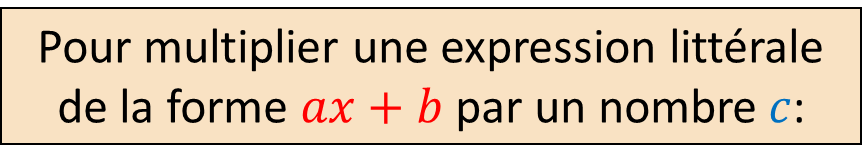 Pour multiplier une expression littérale
de la forme ax + b par un nombre c: